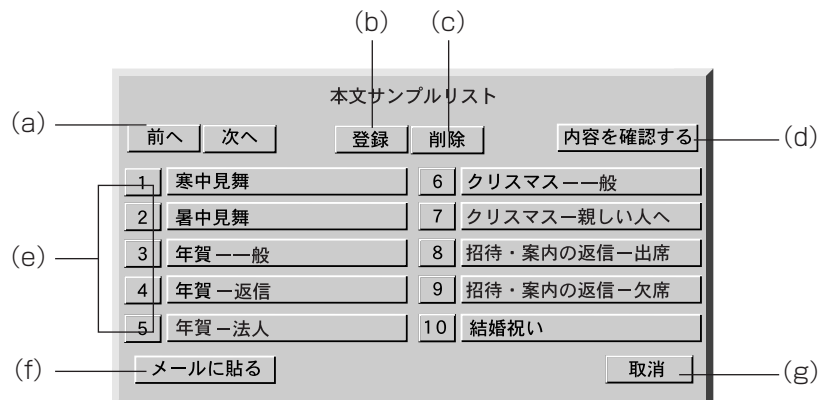 (b) (c)
本文サンプルリスト
(a) 前へ 次へ 登録 削除 内容を確認する (d)
1 寒中見舞 6 クリスマスー一般
2 暑中見舞 7 クリスマスー親しい人へ
(e) 3 年賀ー一般 8 招待・案内の返信ー出席
4 年賀ー返信 9 招待・案内の返信ー欠席
5 年賀ー法人 10 結婚祝い
(f) メールに貼る 取消 (g)